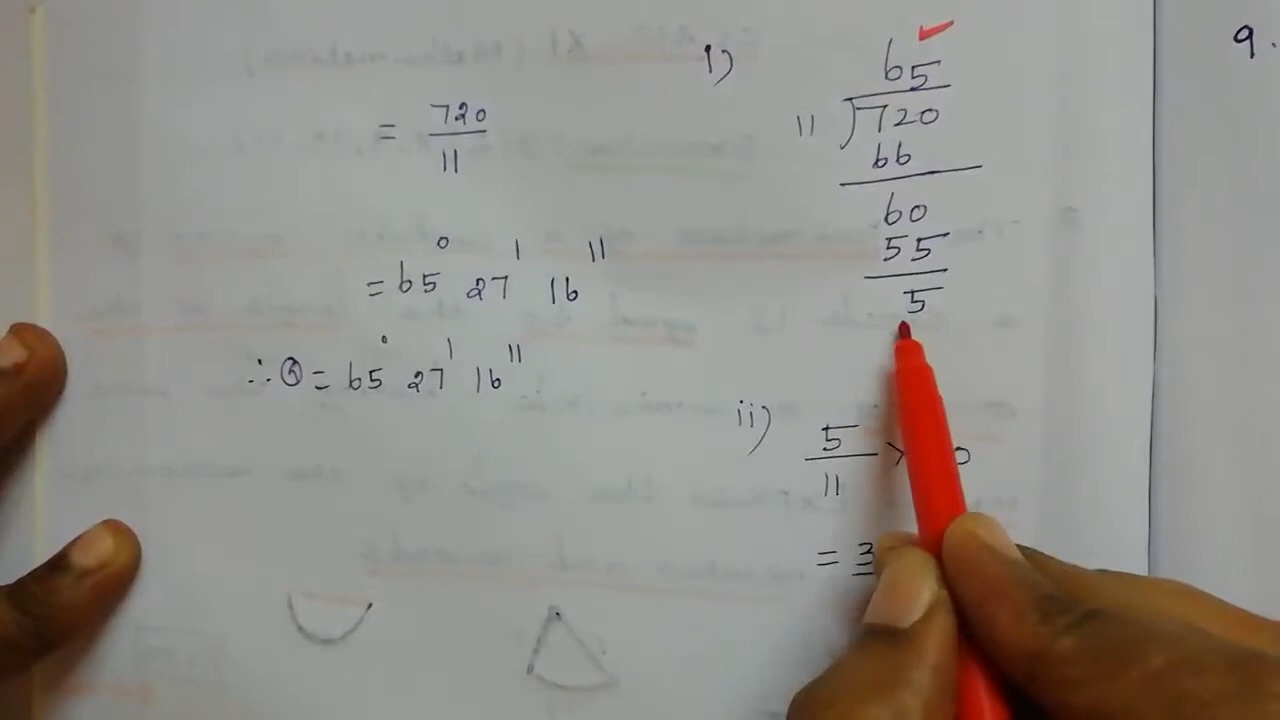 = 720/11
= 65° 27' 16"
∴ θ = 65° 27' 16"
i)
65
11 ) 720
66
60
55
5
ii) 5/11 ×
= 3
9.